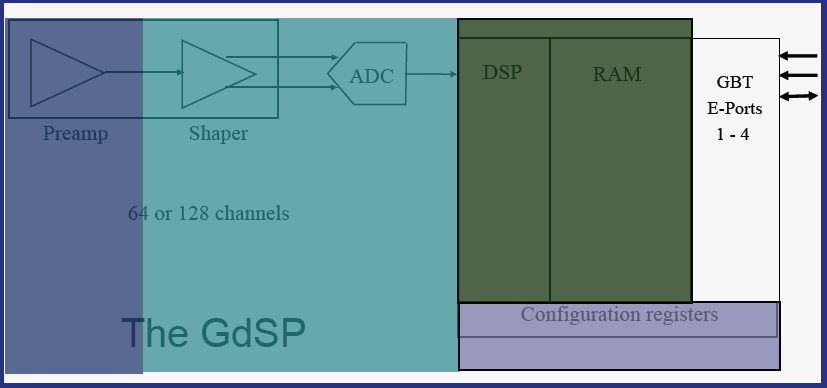 Preamp
Shaper
ADC
DSP
RAM
GBT
E-Ports
1 - 4
64 or 128 channels
The GdSP
Configuration registers